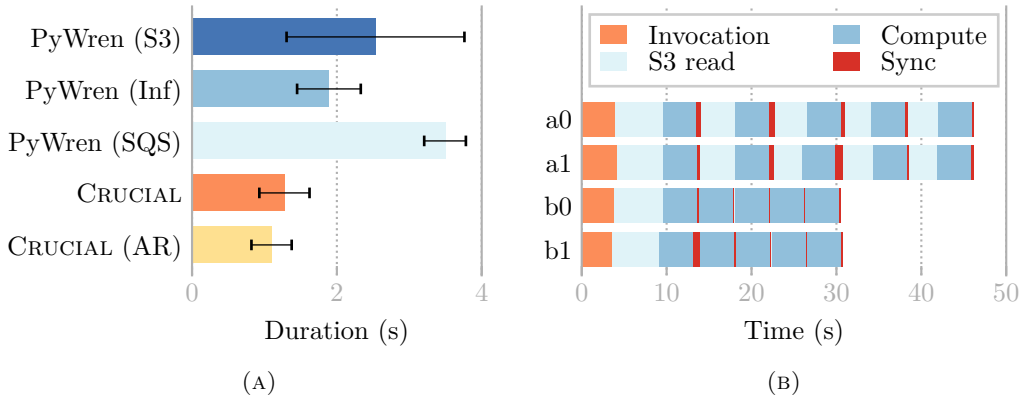 PyWren (S3)
PyWren (Inf)
PyWren (SQS)
CRUCIAL
CRUCIAL (AR)
0 2 4
Duration (s)
(A)
Invocation Compute
S3 read Sync
a0
a1
b0
b1
0 10 20 30 40 50
Time (s)
(B)